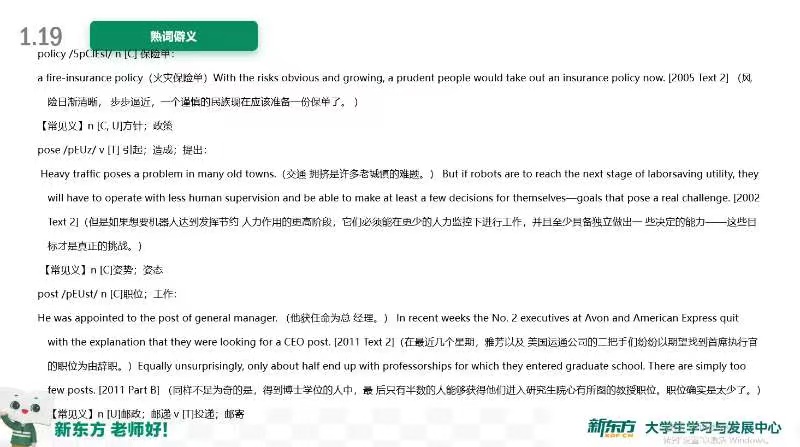 1.19
熟词僻义
policy /5pClEsI/ n [C] 保险单：
a fire-insurance policy（火灾保险单）With the risks obvious and growing, a prudent people would take out an insurance policy now. [2005 Text 2] （风
险日渐清晰， 步步逼近，一个谨慎的民族现在应该准备一份保单了。 ）
【常见义】n [C, U]方针；政策
pose /pEUz/ v [T] 引起；造成；提出：
Heavy traffic poses a problem in many old towns.（交通 拥挤是许多老城镇的难题。） But if robots are to reach the next stage of laborsaving utility, they
will have to operate with less human supervision and be able to make at least a few decisions for themselves—goals that pose a real challenge. [2002
Text 2]（但是如果想要机器人达到发挥节约 人力作用的更高阶段，它们必须能在更少的人力监控下进行工作，并且至少具备独立做出一 些决定的能力——这些目
标才是真正的挑战。）
【常见义】n [C]姿势；姿态
post /pEUst/ n [C]职位；工作：
He was appointed to the post of general manager. （他获任命为总 经理。） In recent weeks the No. 2 executives at Avon and American Express quit
with the explanation that they were looking for a CEO post. [2011 Text 2]（在最近几个星期，雅芳以及 美国运通公司的二把手们纷纷以期望找到首席执行官
的职位为由辞职。）Equally unsurprisingly, only about half end up with professorships for which they entered graduate school. There are simply too
few posts. [2011 Part B] （同样不足为奇的是，得到博士学位的人中，最 后只有半数的人能够获得他们进入研究生院心有所图的教授职位。职位确实是太少了。）
【常见义】n [U]邮政；邮递 v [T]投递；邮寄
新东方 老师好！
新东方 XDF.CN 大学生学习与发展中心
转到"设置"以激活 Windows。